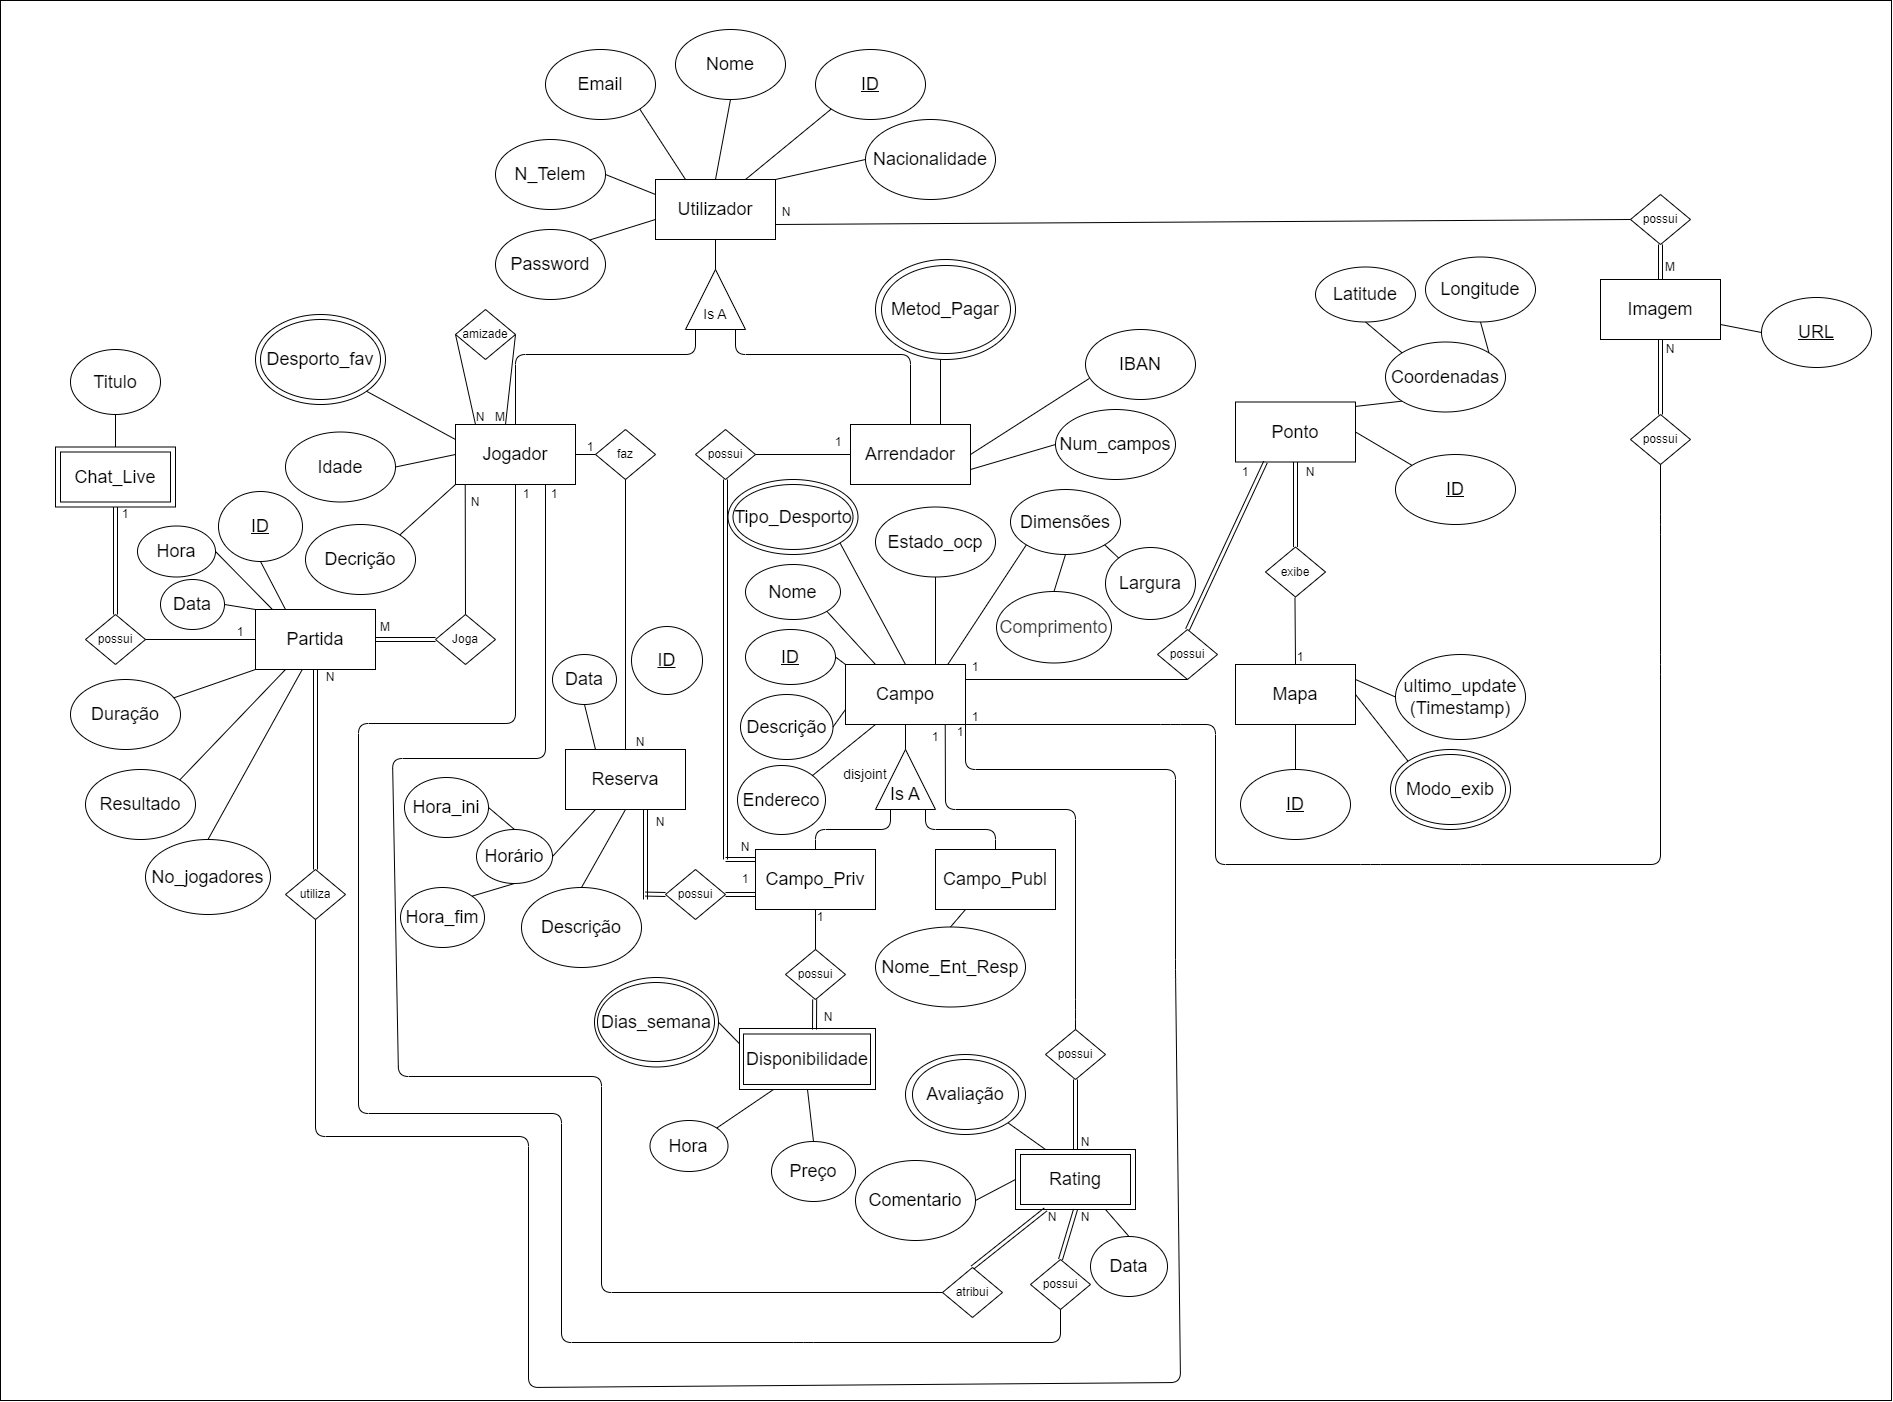 Nome
Email
ID
N_Telem
Nacionalidade
Utilizador
N
possui
Password
M
Metod_Pagar
Latitude
Longitude
Is A
Imagem
URL
amizade
Desporto_fav
N
IBAN
Coordenadas
Titulo
N
M
Num_campos
Ponto
possui
Jogador
1
faz
possui
1
Arrendador
Idade
Chat_Live
1
N
N
1
1
ID
1
Tipo_Desporto
Dimensões
ID
Hora
Decrição
Estado_ocp
exibe
Largura
Data
Nome
M
Comprimento
possui
1
Partida
Joga
ID
ID
possui
1
1
N
Data
Campo
Mapa
ultimo_update
(Timestamp)
Duração
Descrição
1
1
1
N
disjoint
Reserva
Modo_exib
Resultado
Hora_ini
Endereco
Is A
ID
N
N
Horário
No_jogadores
1
Campo_Priv
Campo_Publ
utiliza
possui
Hora_fim
1
Descrição
Nome_Ent_Resp
possui
N
Dias_semana
Disponibilidade
possui
Avaliação
Hora
N
Preço
Rating
Comentario
N
N
Data
atribui
possui